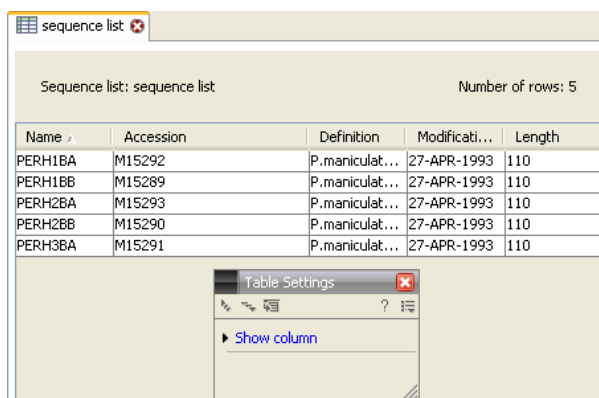 sequence list
Sequence list: sequence list Number of rows: 5
Name Accession Definition Modificati... Length
PERH1BA M15292 P.maniculat... 27-APR-1993 110
PERH1BB M15289 P.maniculat... 27-APR-1993 110
PERH2BA M15293 P.maniculat... 27-APR-1993 110
PERH2BB M15290 P.maniculat... 27-APR-1993 110
PERH3BA M15291 P.maniculat... 27-APR-1993 110
Table Settings
?
Show column